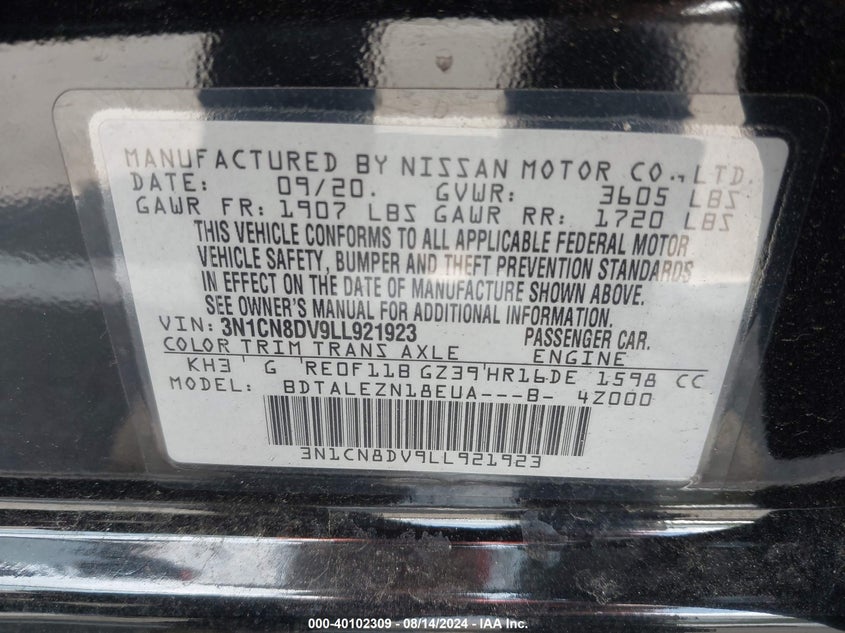 MANUFACTURED BY NISSAN MOTOR CO., LTD.
DATE: 09/20. GVWR: 3605 LBS
GAWR FR: 1907 LBS GAWR RR: 1720 LBS
THIS VEHICLE CONFORMS TO ALL APPLICABLE FEDERAL MOTOR
VEHICLE SAFETY, BUMPER AND THEFT PREVENTION STANDARDS
IN EFFECT ON THE DATE OF MANUFACTURE SHOWN ABOVE.
SEE OWNER'S MANUAL FOR ADDITIONAL INFORMATION.
VIN: 3N1CN8DV9LL921923 PASSENGER CAR.
COLOR TRIM TRANS AXLE ENGINE
KH3 ' G ' RE0F11B GZ39'HR16DE 1598 CC
MODEL: BDTALEZN18EUA---B- 4Z000
3N1CN8DV9LL921923
000-40102309 - 08/14/2024 - IAA Inc.